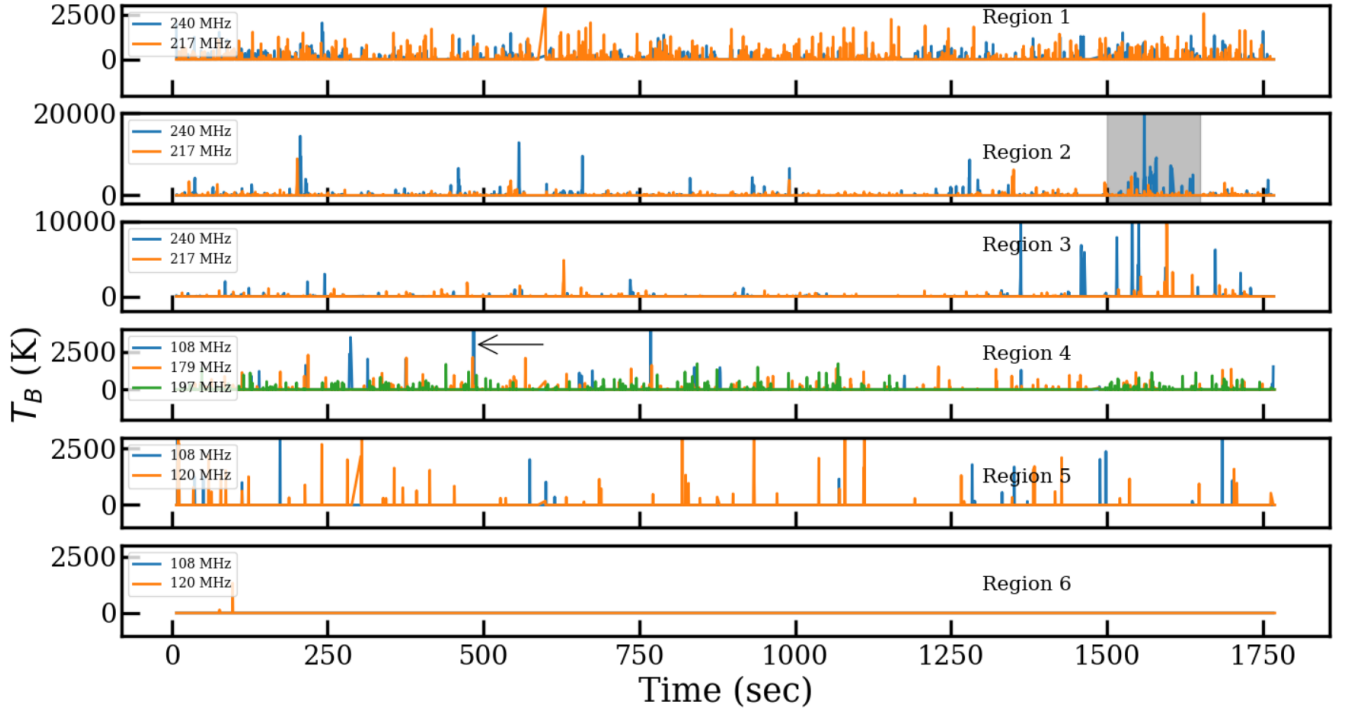 2500
0
240 MHz
217 MHz
Region 1
20000
0
240 MHz
217 MHz
Region 2
10000
0
240 MHz
217 MHz
Region 3
2500
0
108 MHz
179 MHz
197 MHz
Region 4
2500
0
108 MHz
120 MHz
Region 5
2500
0
108 MHz
120 MHz
Region 6
T_B (K)
0 250 500 750 1000 1250 1500 1750
Time (sec)